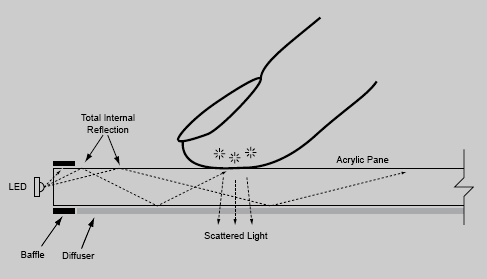 Total Internal
Reflection
Acrylic Pane
LED
Scattered Light
Baffle
Diffuser